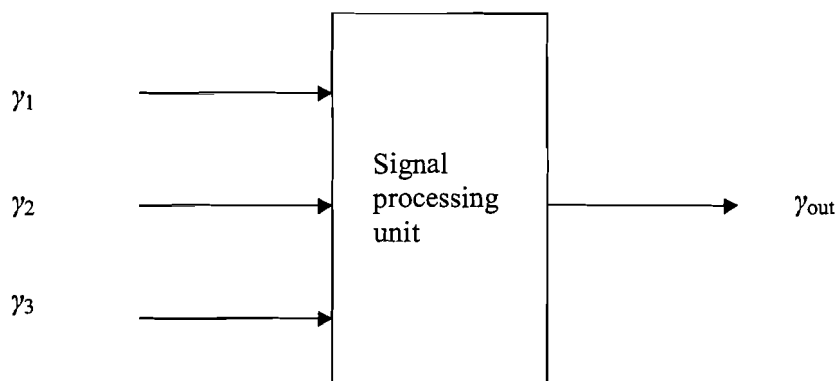 γ1
γ2
γ3
Signal
processing
unit
γout